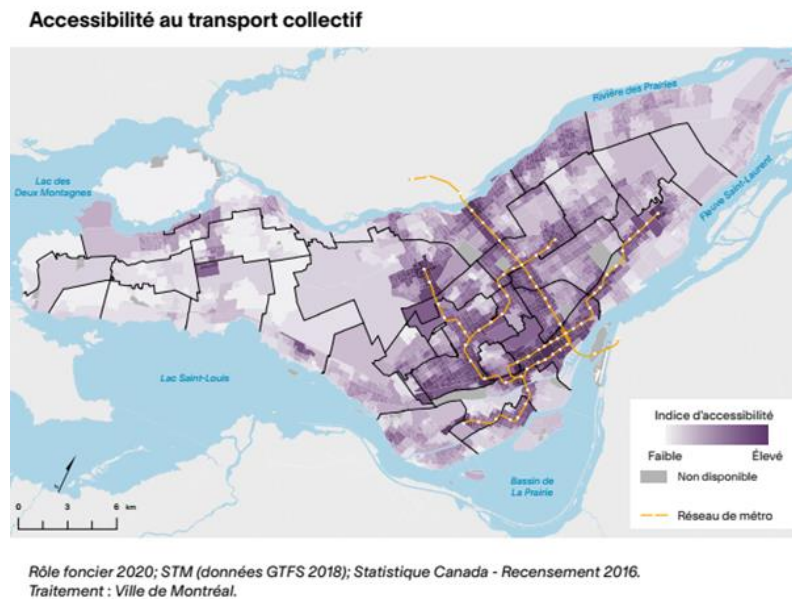 Accessibilité au transport collectif
Rivière des Prairies
Lac des
Deux Montagnes
Fleuve Saint-Laurent
Lac Saint-Louis
Bassin de
La Prairie
Indice d'accessibilité
Faible Élevé
Non disponible
Réseau de métro
0 3 6 km
Rôle foncier 2020; STM (données GTFS 2018); Statistique Canada - Recensement 2016.
Traitement : Ville de Montréal.